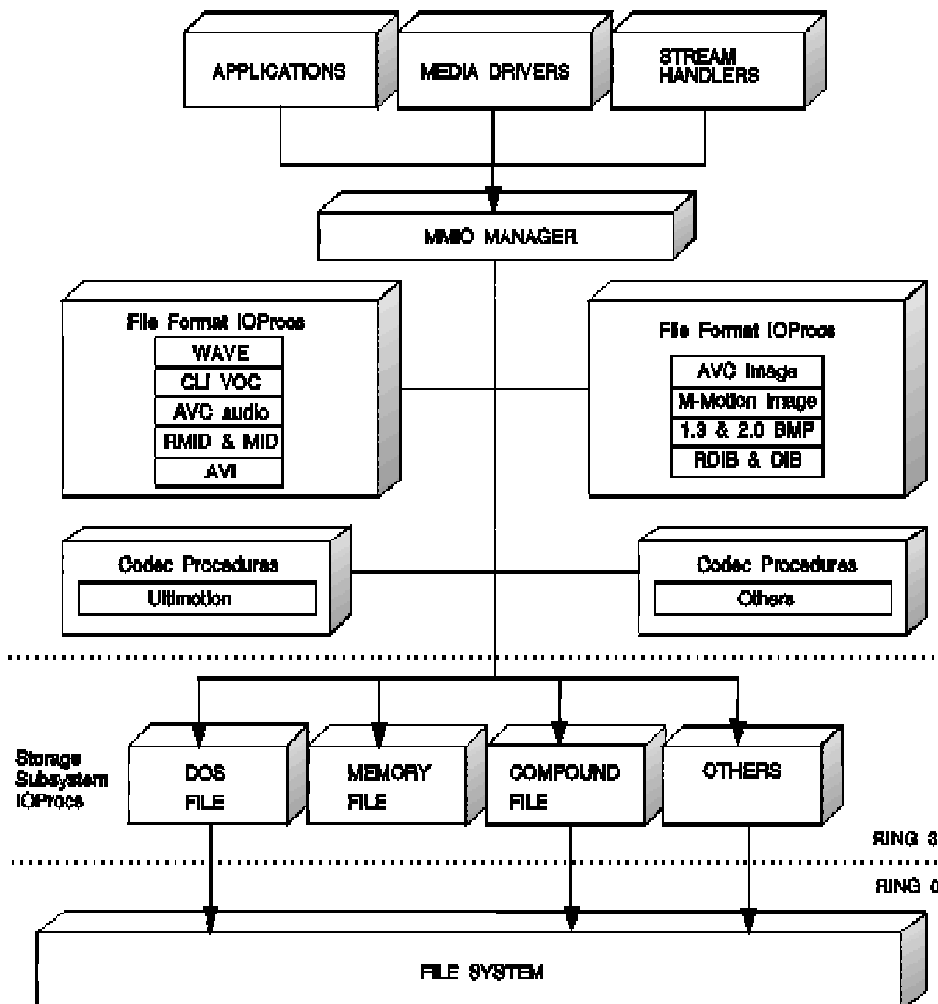 APPLICATIONS
MEDIA DRIVERS
STREAM
HANDLERS
MMIO MANAGER
File Format IOProcs
WAVE
CLI VOC
AVC audio
RMID & MID
AVI
File Format IOProcs
AVC Image
M-Motion Image
1.3 & 2.0 BMP
RDIB & DIB
Codec Procedures
Ultimotion
Codec Procedures
Others
Storage
Subsystem
IOProcs
DOS
FILE
MEMORY
FILE
COMPOUND
FILE
OTHERS
RING 3
RING 0
FILE SYSTEM